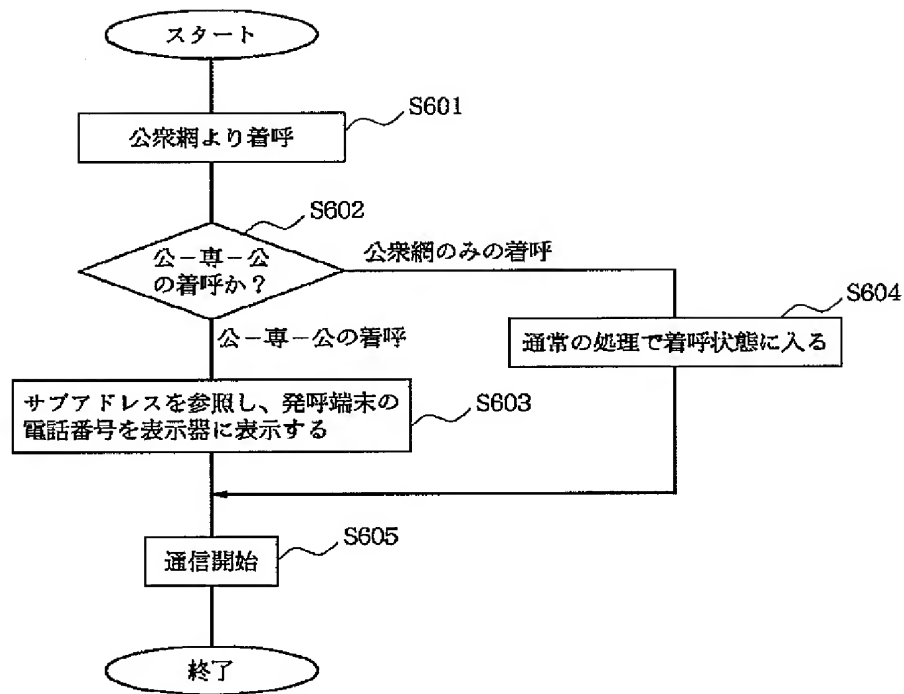 スタート
S601
公衆網より着呼
S602
公－専－公
の着呼か？
公衆網のみの着呼
S604
公－専－公の着呼
通常の処理で着呼状態に入る
サブアドレスを参照し、発呼端末の
電話番号を表示器に表示する
S603
S605
通信開始
終了